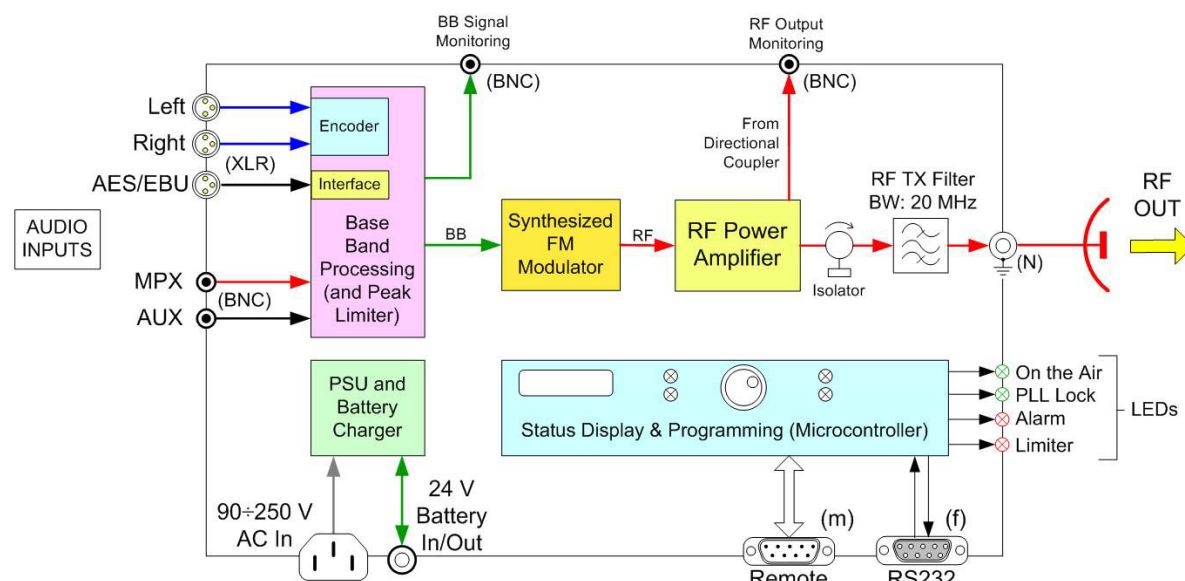 BB Signal
Monitoring
(BNC)
RF Output
Monitoring
(BNC)
Left
Right
(XLR)
AES/EBU
AUDIO
INPUTS
MPX
(BNC)
AUX
Encoder
Interface
Base
Band
Processing
(and Peak
Limiter)
BB
Synthesized
FM
Modulator
RF
RF Power
Amplifier
From
Directional
Coupler
Isolator
RF TX Filter
BW: 20 MHz
(N)
RF
OUT
PSU and
Battery
Charger
90÷250 V
AC In
24 V
Battery
In/Out
Status Display & Programming (Microcontroller)
On the Air
PLL Lock
Alarm
Limiter
LEDs
(m)
Remote
(f)
RS232